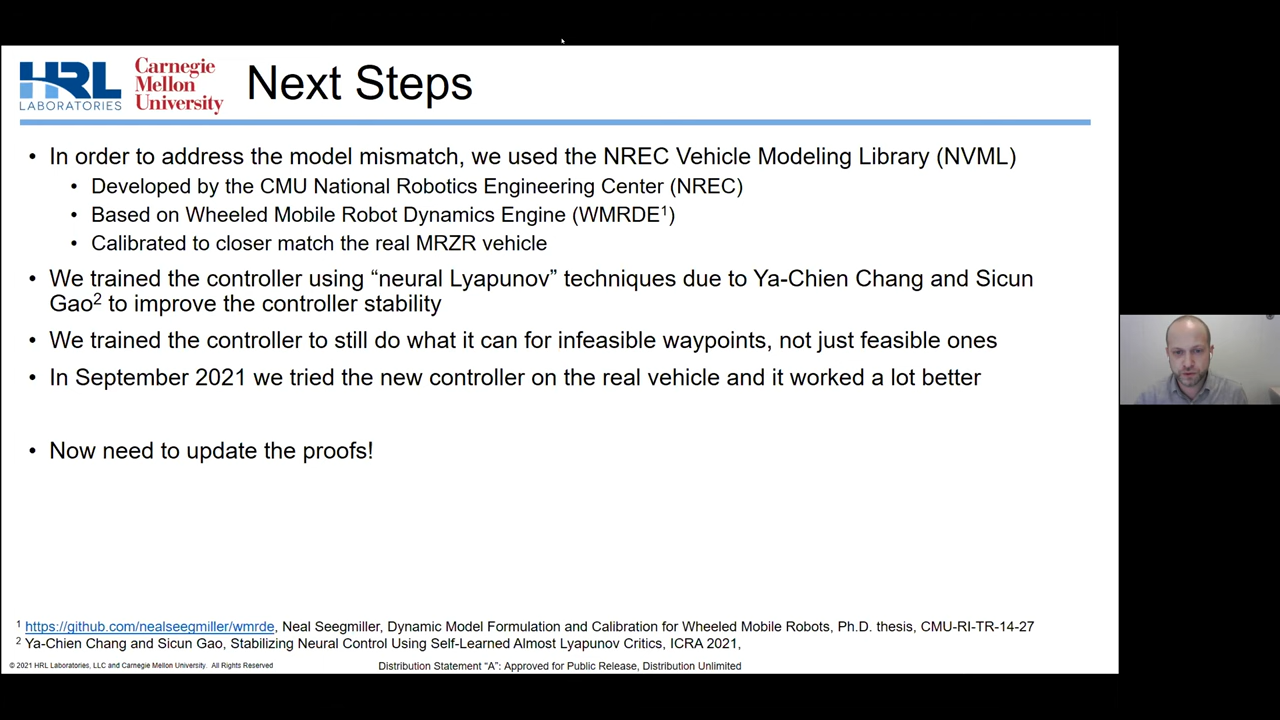 HRL
LABORATORIES
Carnegie
Mellon
University
Next Steps
• In order to address the model mismatch, we used the NREC Vehicle Modeling Library (NVML)
• Developed by the CMU National Robotics Engineering Center (NREC)
• Based on Wheeled Mobile Robot Dynamics Engine (WMRDE¹)
• Calibrated to closer match the real MRZR vehicle
• We trained the controller using “neural Lyapunov” techniques due to Ya-Chien Chang and Sicun
Gao² to improve the controller stability
• We trained the controller to still do what it can for infeasible waypoints, not just feasible ones
• In September 2021 we tried the new controller on the real vehicle and it worked a lot better
• Now need to update the proofs!
¹ https://github.com/nealseegmiller/wmrde, Neal Seegmiller, Dynamic Model Formulation and Calibration for Wheeled Mobile Robots, Ph.D. thesis, CMU-RI-TR-14-27
² Ya-Chien Chang and Sicun Gao, Stabilizing Neural Control Using Self-Learned Almost Lyapunov Critics, ICRA 2021,
© 2021 HRL Laboratories, LLC and Carnegie Mellon University. All Rights Reserved
Distribution Statement “A”: Approved for Public Release, Distribution Unlimited